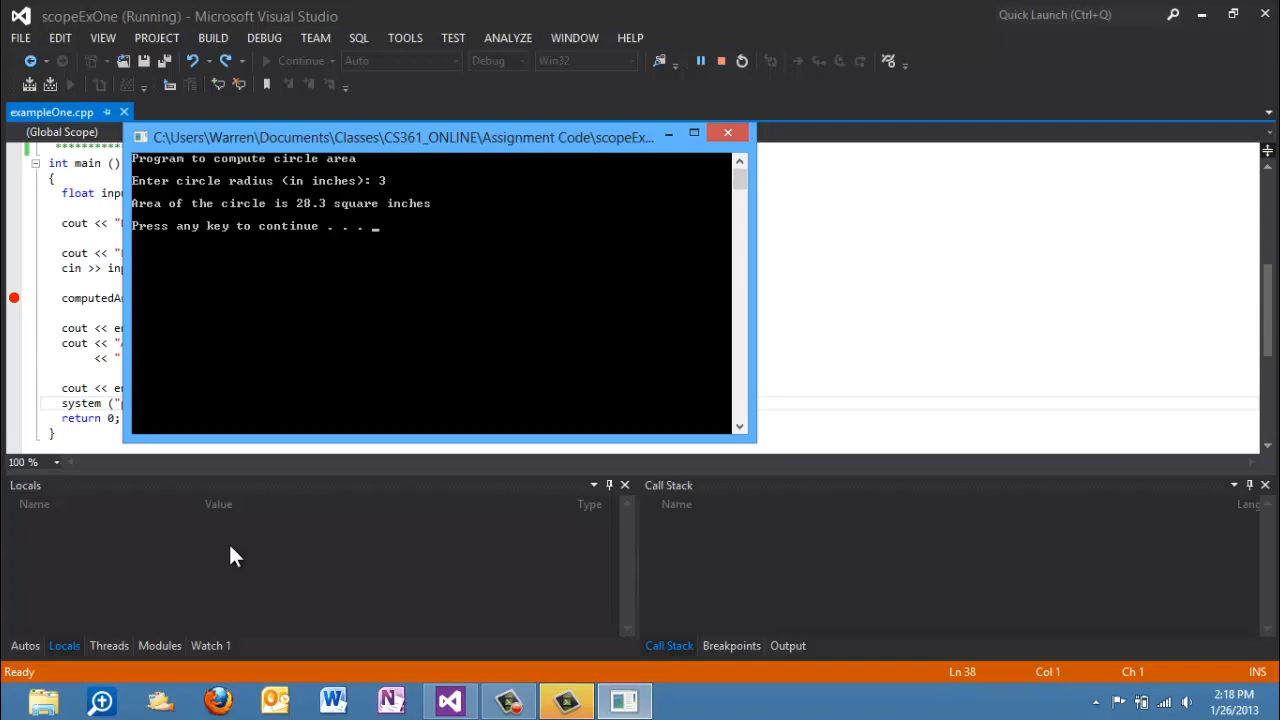 scopeExOne (Running) - Microsoft Visual Studio
Quick Launch (Ctrl+Q)
FILE EDIT VIEW PROJECT BUILD DEBUG TEAM SQL TOOLS TEST ANALYZE WINDOW HELP
Continue Auto Debug Win32
exampleOne.cpp
(Global Scope)
C:\Users\Warren\Documents\Classes\CS361_ONLINE\Assignment Code\scopeEx...
Program to compute circle area
Enter circle radius (in inches): 3
Area of the circle is 28.3 square inches
Press any key to continue . . . _
int main ()
{
float inpu
cout << "
cout << "
cin >> inp
computedA
cout << en
cout << "
<< "
cout << en
system ("
return 0;
}
100 %
Locals
Name Value Type
Call Stack
Name Lang
Autos Locals Threads Modules Watch 1
Call Stack Breakpoints Output
Ready Ln 38 Col 1 Ch 1 INS
2:18 PM
1/26/2013